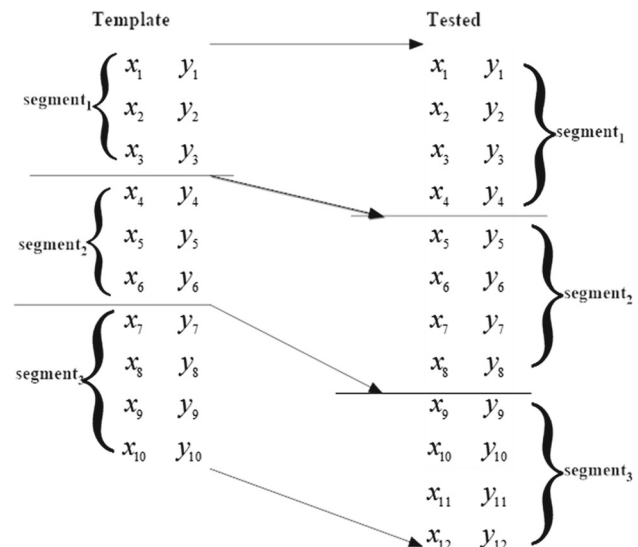 Template Tested
x₁ y₁ x₁ y₁
segment₁ x₂ y₂ x₂ y₂ segment₁
x₃ y₃ x₃ y₃
x₄ y₄ x₄ y₄
segment₂ x₅ y₅ x₅ y₅
x₆ y₆ x₆ y₆ segment₂
x₇ y₇ x₇ y₇
segment₃ x₈ y₈ x₈ y₈
x₉ y₉ x₉ y₉
x₁₀ y₁₀ x₁₀ y₁₀ segment₃
x₁₁ y₁₁
x₁₂ y₁₂